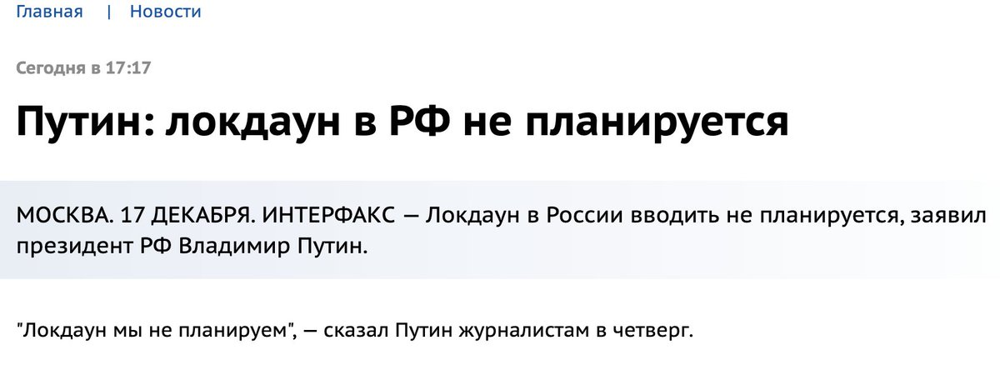 Главная | Новости
Сегодня в 17:17
Путин: локдаун в РФ не планируется
МОСКВА. 17 ДЕКАБРЯ. ИНТЕРФАКС — Локдаун в России вводить не планируется, заявил
президент РФ Владимир Путин.
"Локдаун мы не планируем", — сказал Путин журналистам в четверг.